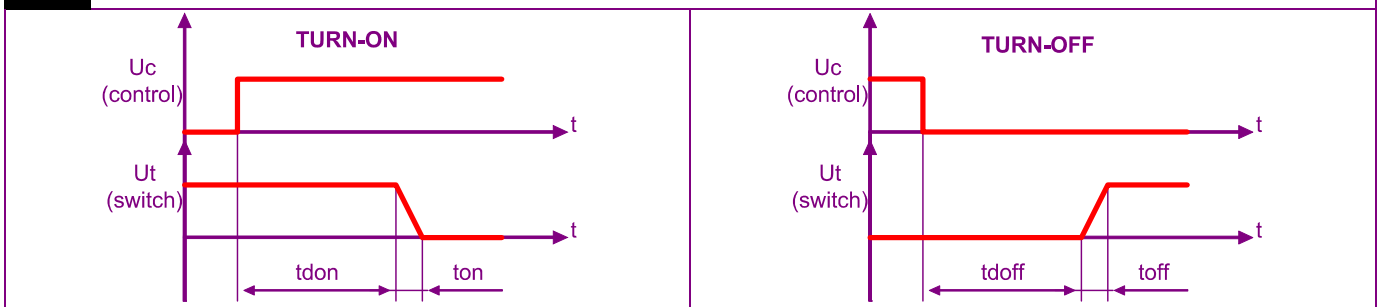 TURN-ON
Uc
(control)
t
Ut
(switch)
t
tdon ton
TURN-OFF
Uc
(control)
t
Ut
(switch)
t
tdoff toff